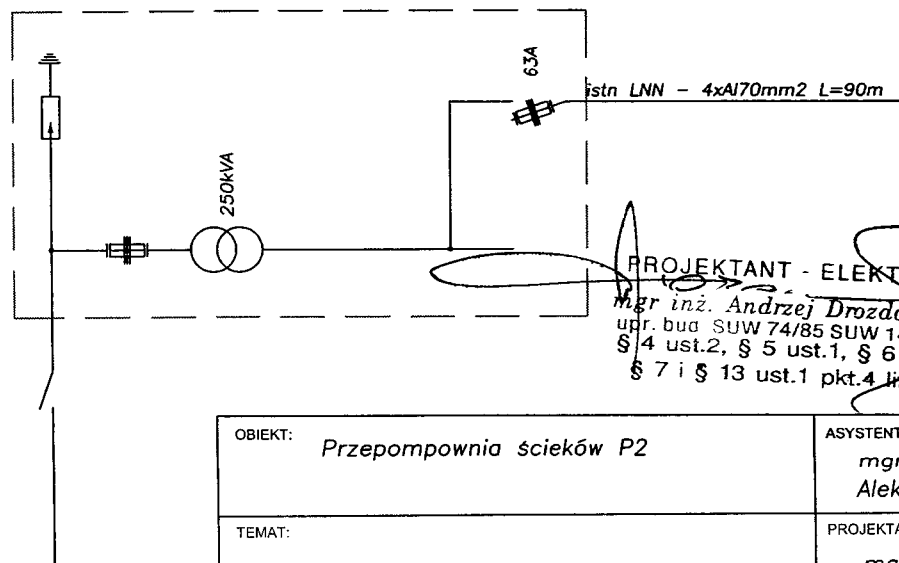 63A
istn LNN - 4xAl70mm2 L=90m
250kVA
PROJEKTANT - ELEKT
mgr inż. Andrzej Drozdo
upr. bud SUW 74/85 SUW 1
§ 4 ust.2, § 5 ust.1, § 6
§ 7 i § 13 ust.1 pkt.4 li
OBIEKT: Przepompownia ścieków P2
ASYSTENT
mgr
Alek
TEMAT:
PROJEKTA